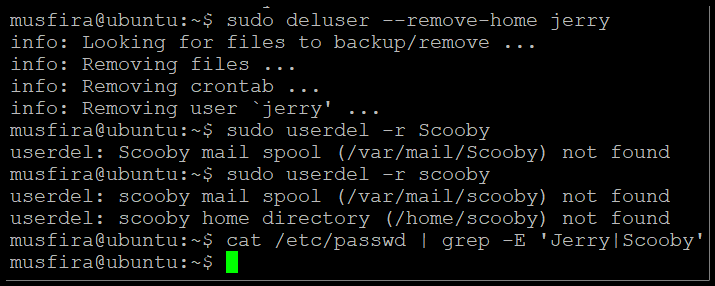 musfira@ubuntu:~$ sudo deluser --remove-home jerry
info: Looking for files to backup/remove ...
info: Removing files ...
info: Removing crontab ...
info: Removing user `jerry' ...
musfira@ubuntu:~$ sudo userdel -r Scooby
userdel: Scooby mail spool (/var/mail/Scooby) not found
musfira@ubuntu:~$ sudo userdel -r scooby
userdel: scooby mail spool (/var/mail/scooby) not found
userdel: scooby home directory (/home/scooby) not found
musfira@ubuntu:~$ cat /etc/passwd | grep -E 'Jerry|Scooby'
musfira@ubuntu:~$